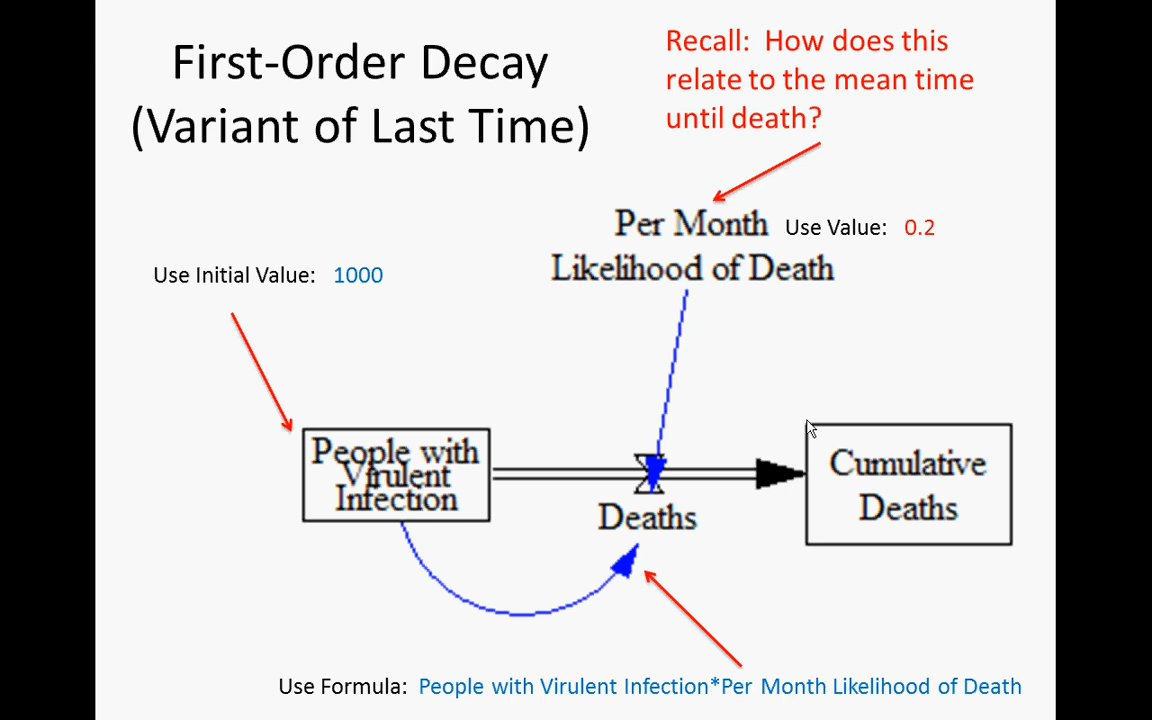 First-Order Decay
(Variant of Last Time)
Recall: How does this
relate to the mean time
until death?
Per Month
Likelihood of Death
Use Value: 0.2
Use Initial Value: 1000
People with
Virulent
Infection
Deaths
Cumulative
Deaths
Use Formula: People with Virulent Infection*Per Month Likelihood of Death